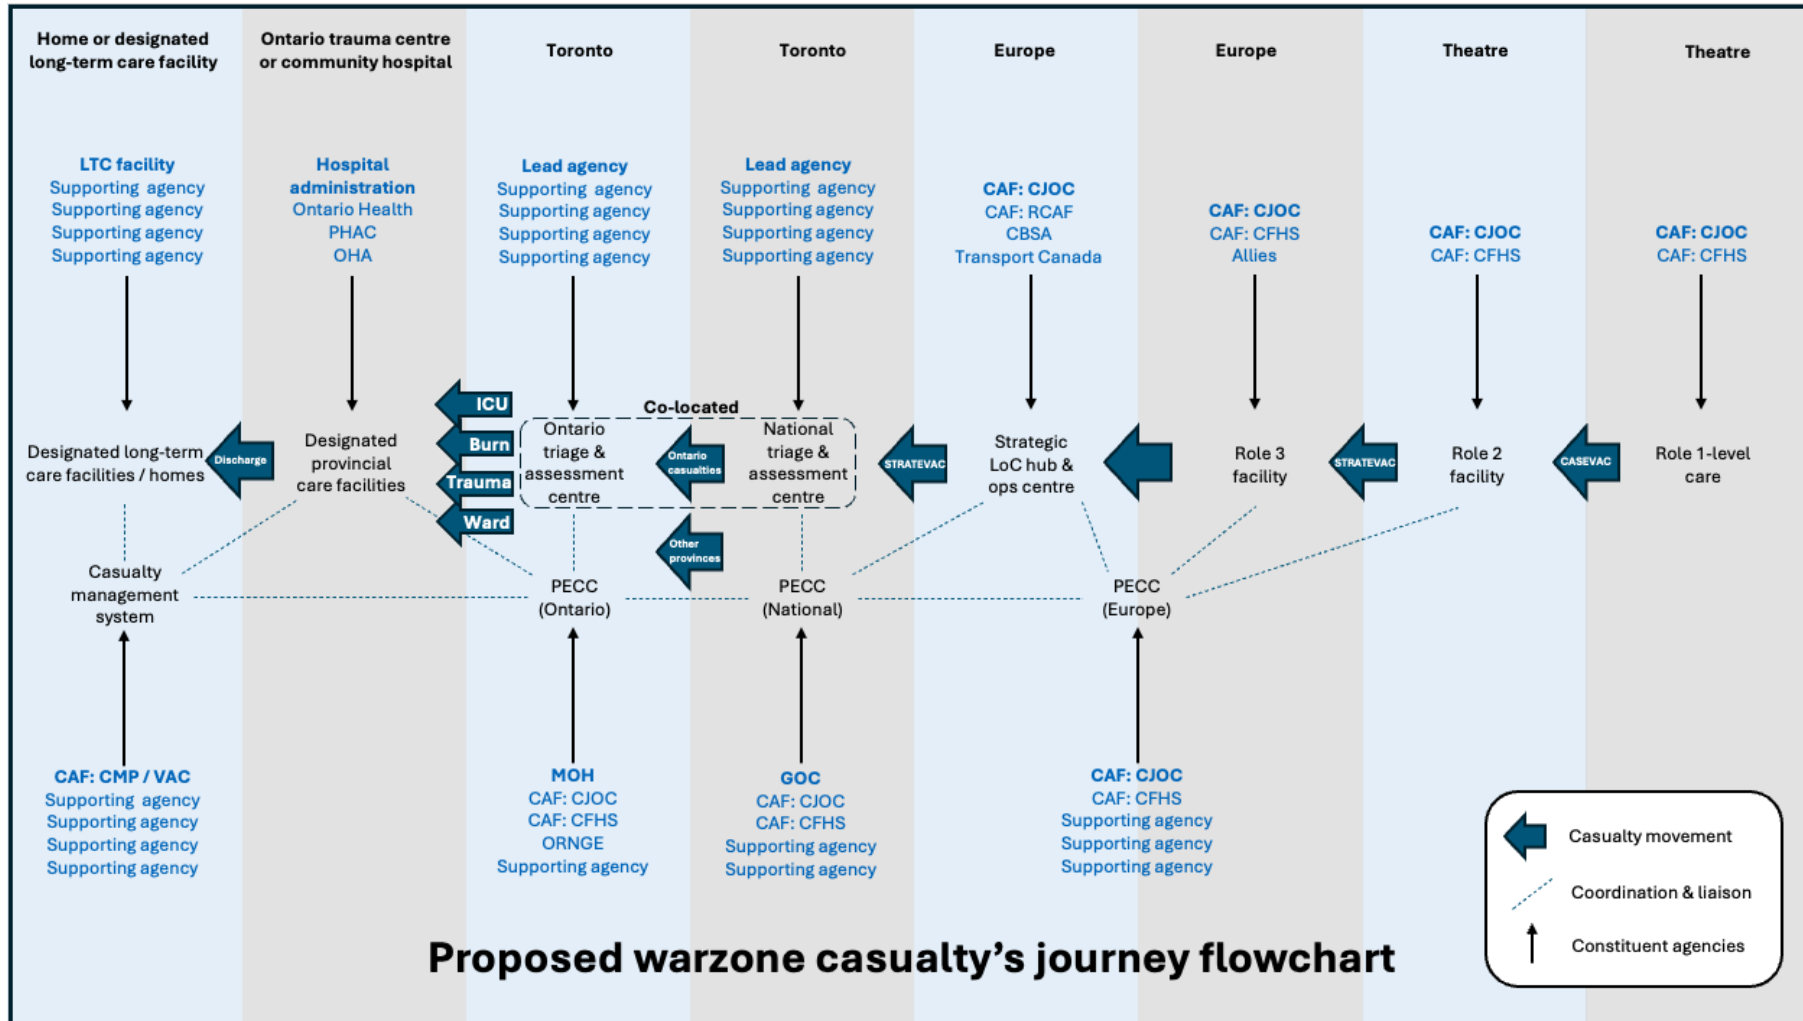 Home or designated
long-term care facility
Ontario trauma centre
or community hospital
Toronto
Toronto
Europe
Europe
Theatre
Theatre
LTC facility
Supporting agency
Supporting agency
Supporting agency
Supporting agency
Hospital
administration
Ontario Health
PHAC
OHA
Lead agency
Supporting agency
Supporting agency
Supporting agency
Supporting agency
Lead agency
Supporting agency
Supporting agency
Supporting agency
Supporting agency
CAF: CJOC
CAF: RCAF
CBSA
Transport Canada
CAF: CJOC
CAF: CFHS
Allies
CAF: CJOC
CAF: CFHS
CAF: CJOC
CAF: CFHS
Designated long-term
care facilities / homes
Discharge
Designated
provincial
care facilities
ICU
Burn
Trauma
Ward
Co-located
Ontario
triage &
assessment
centre
Ontario
casualties
National
triage &
assessment
centre
Other
provinces
STRATEVAC
Strategic
LoC hub &
ops centre
Role 3
facility
STRATEVAC
Role 2
facility
CASEVAC
Role 1-level
care
Casualty
management
system
PECC
(Ontario)
PECC
(National)
PECC
(Europe)
CAF: CMP / VAC
Supporting agency
Supporting agency
Supporting agency
Supporting agency
MOH
CAF: CJOC
CAF: CFHS
ORNGE
Supporting agency
GOC
CAF: CJOC
CAF: CFHS
Supporting agency
Supporting agency
CAF: CJOC
CAF: CFHS
Supporting agency
Supporting agency
Supporting agency
Casualty movement
Coordination & liaison
Constituent agencies
Proposed warzone casualty's journey flowchart